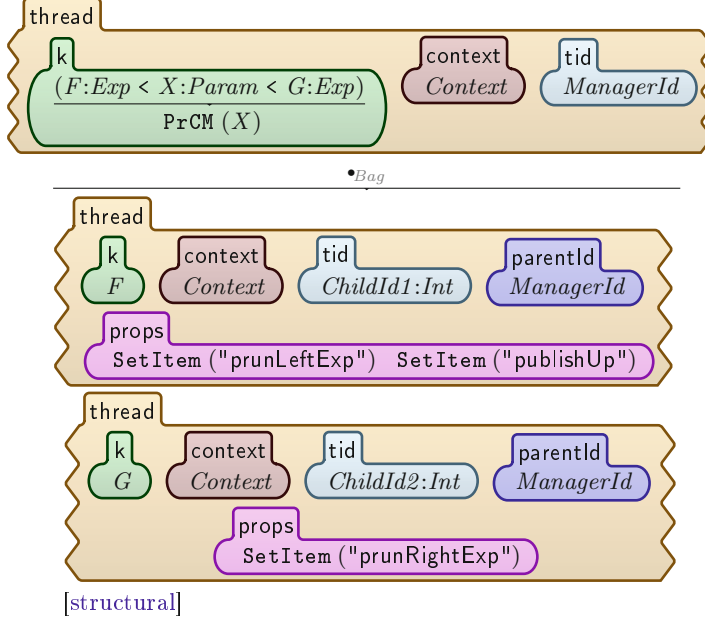 thread
k context tid
(F:Exp < X:Param < G:Exp) Context ManagerId
PrCM (X)
•Bag
thread
k context tid parentId
F Context ChildId1:Int ManagerId
props
SetItem ("prunLeftExp") SetItem ("publishUp")
thread
k context tid parentId
G Context ChildId2:Int ManagerId
props
SetItem ("prunRightExp")
[structural]